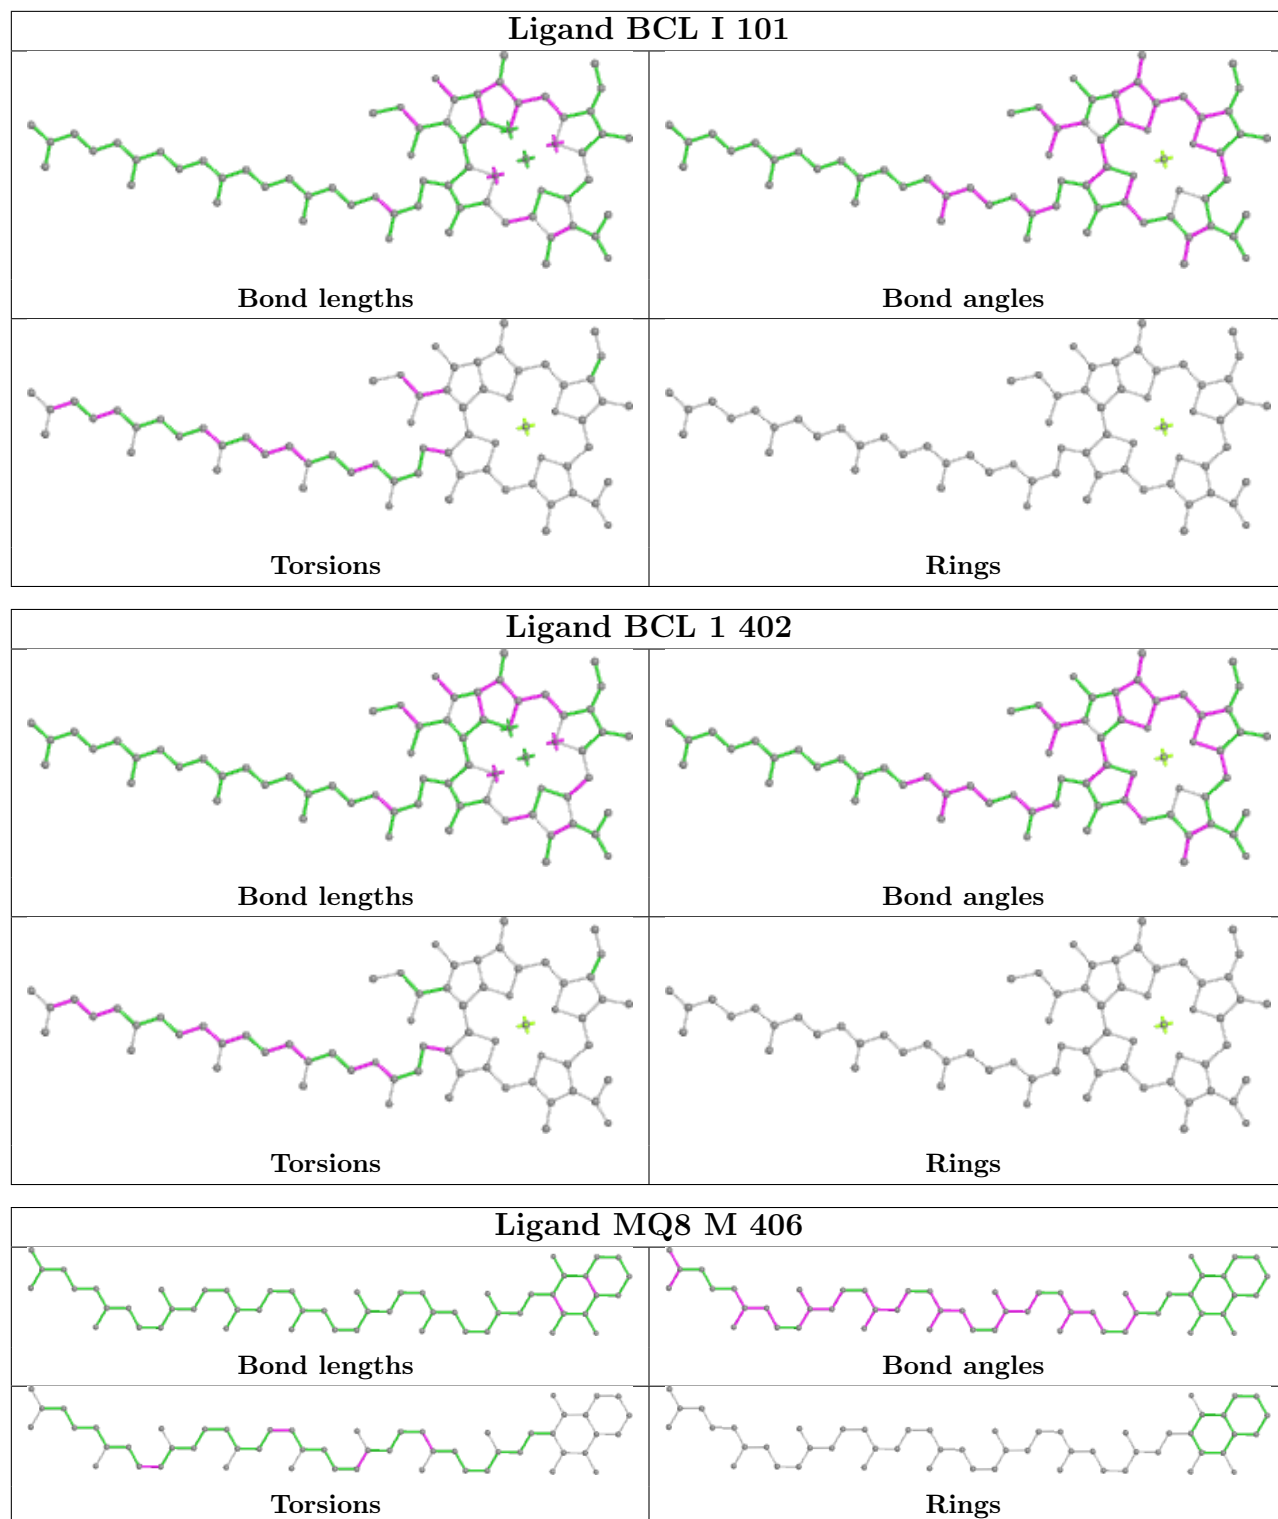 Ligand BCL I 101
Bond lengths
Bond angles
Torsions
Rings
Ligand BCL 1 402
Bond lengths
Bond angles
Torsions
Rings
Ligand MQ8 M 406
Bond lengths
Bond angles
Torsions
Rings